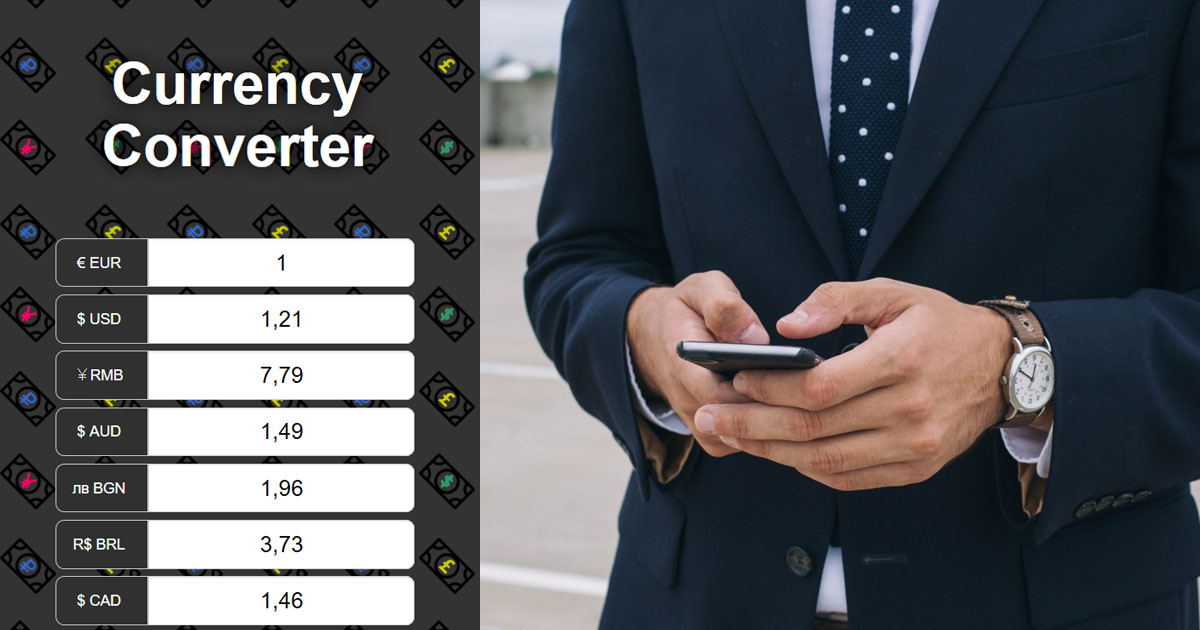 Currency
Converter
€ EUR 1
$ USD 1,21
¥ RMB 7,79
$ AUD 1,49
лв BGN 1,96
R$ BRL 3,73
$ CAD 1,46